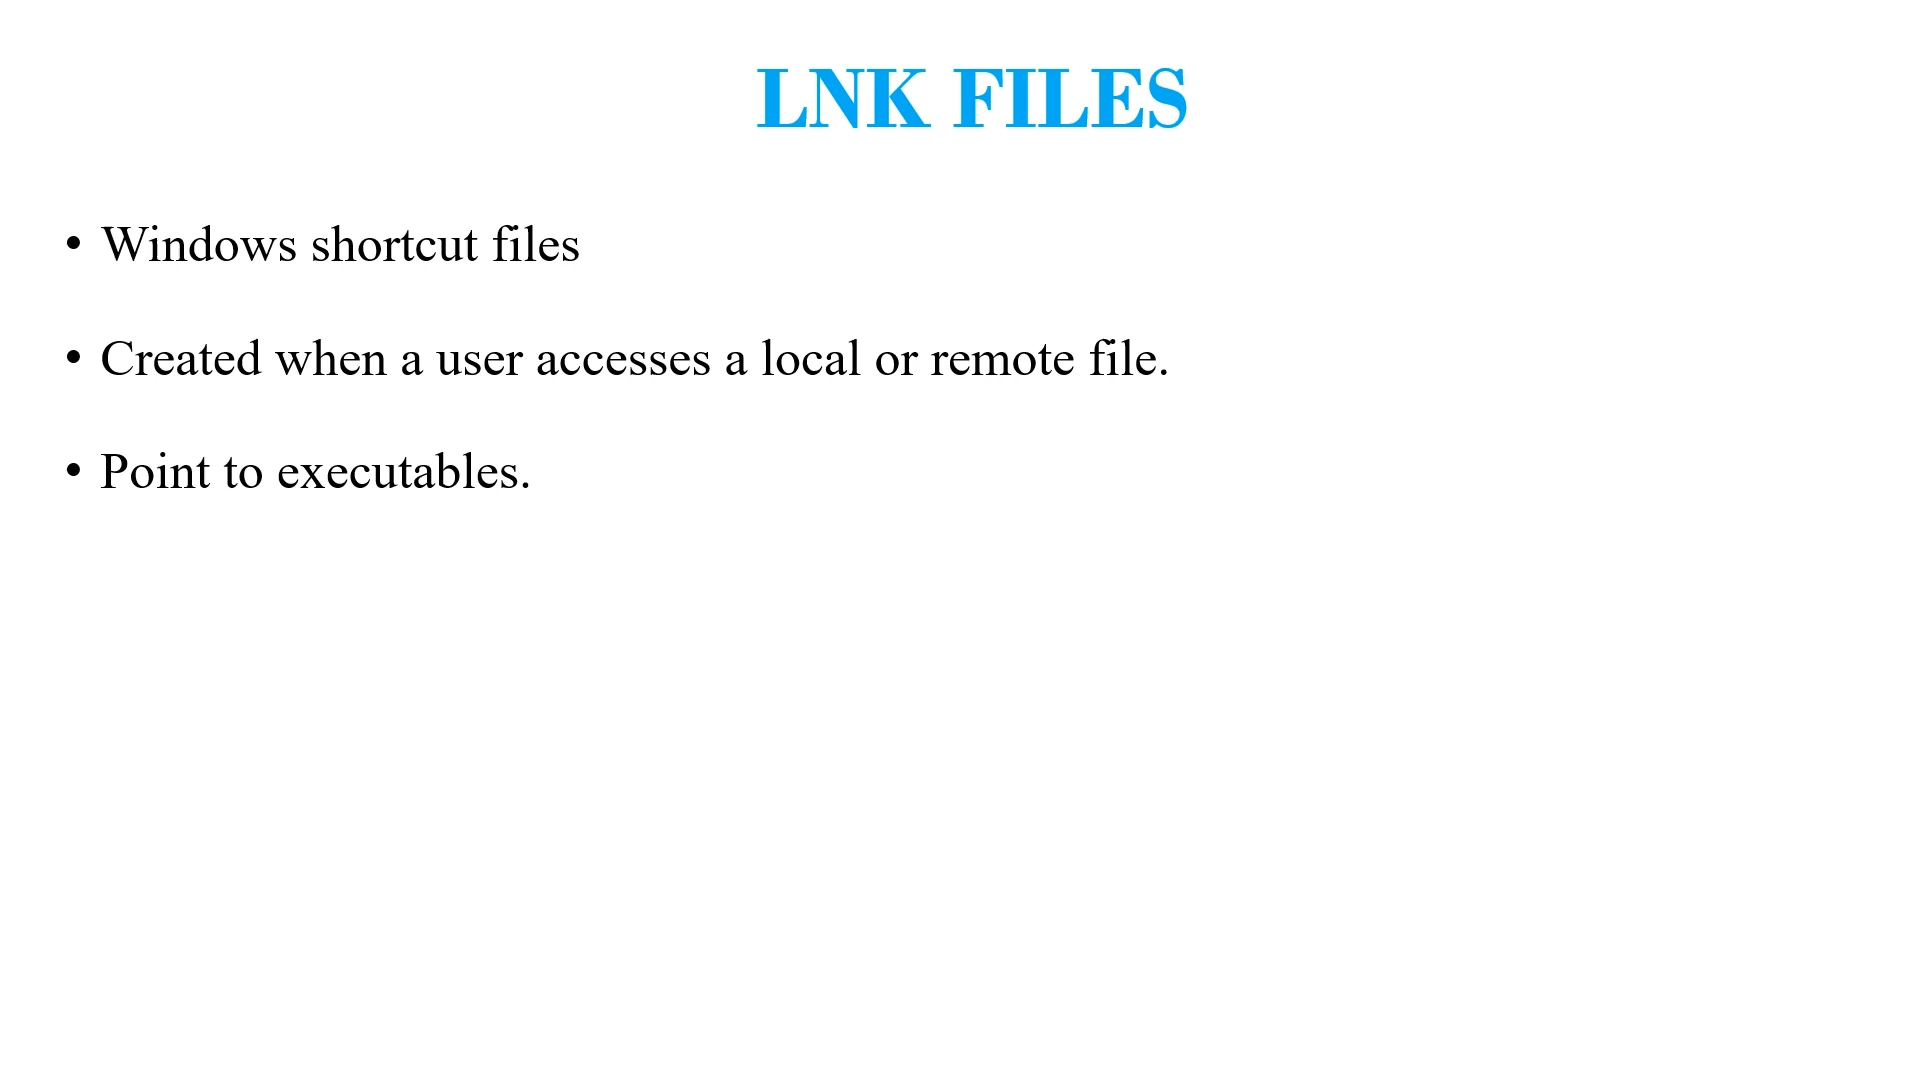 LNK FILES
• Windows shortcut files
• Created when a user accesses a local or remote file.
• Point to executables.